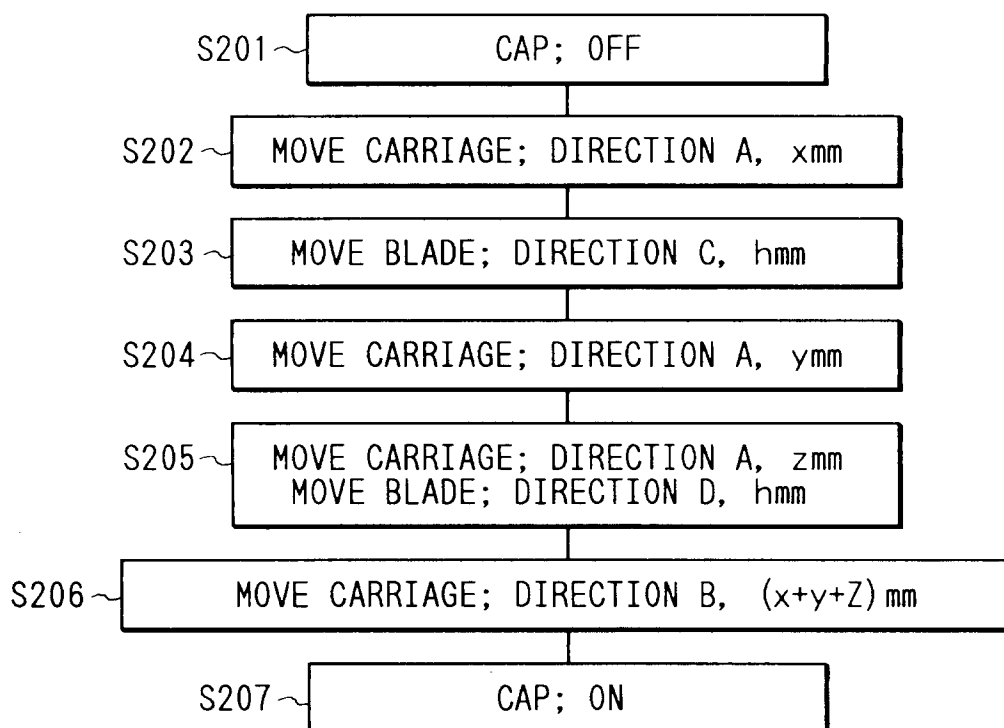 S201 CAP; OFF
S202 MOVE CARRIAGE; DIRECTION A, xmm
S203 MOVE BLADE; DIRECTION C, hmm
S204 MOVE CARRIAGE; DIRECTION A, ymm
S205 MOVE CARRIAGE; DIRECTION A, zmm
MOVE BLADE; DIRECTION D, hmm
S206 MOVE CARRIAGE; DIRECTION B, (x+y+Z)mm
S207 CAP; ON